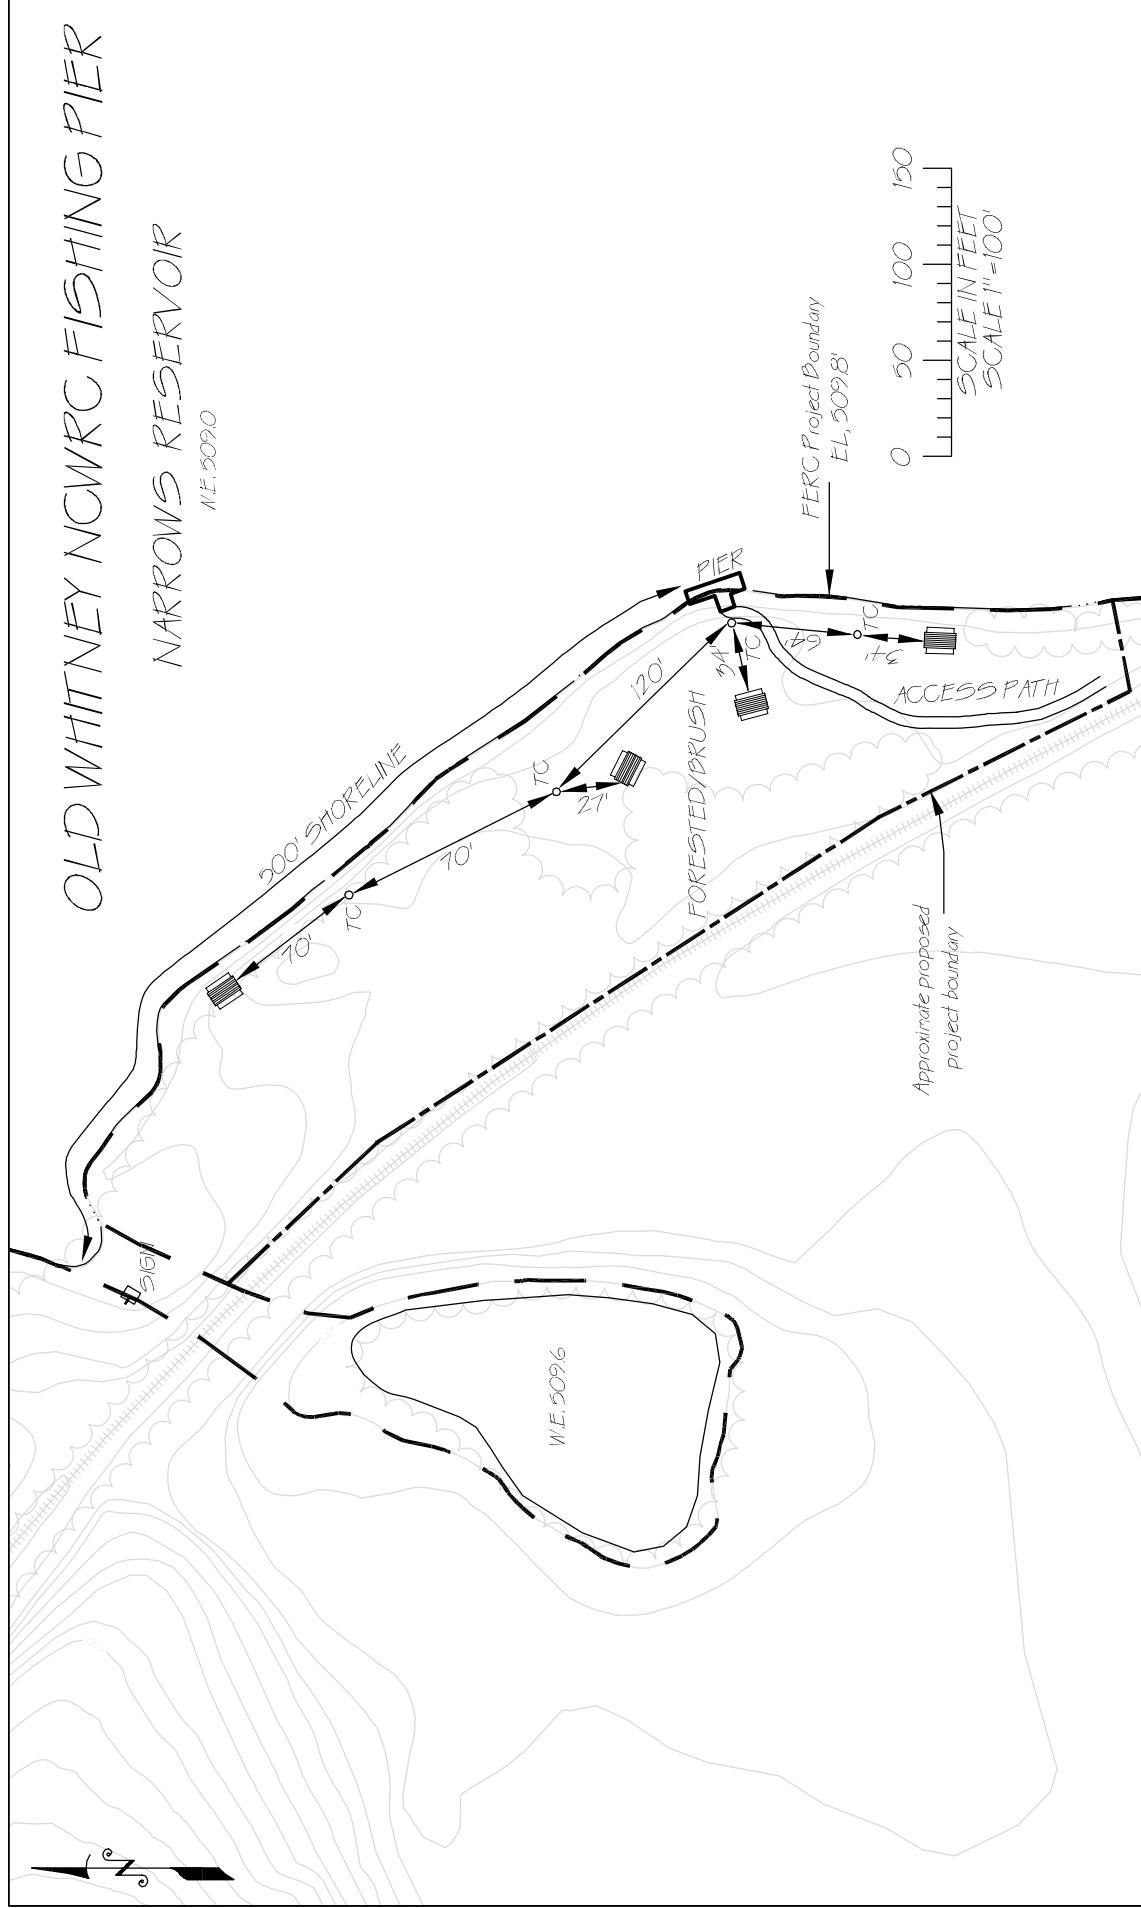 OLD WHITNEY NCWRC FISHING PIER
NARROWS RESERVOIR
N.E. 509.0
500' SHORELINE
PIER
FERC Project Boundary
EL, 509.8'
0 50 100 150
SCALE IN FEET
SCALE 1"=100'
SIGN
70'
TC
70'
TC
27'
120'
34'
TC
64'
TC
34'
FORESTED/BRUSH
ACCESS PATH
Approximate proposed
project boundary
W.E. 509.6
N